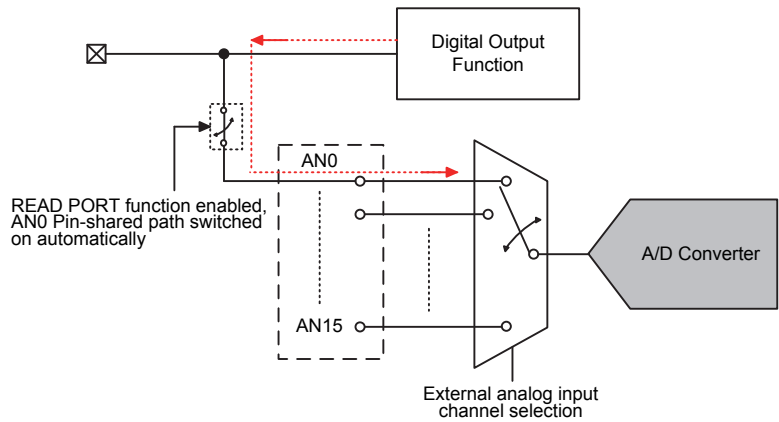 Digital Output
Function
AN0
READ PORT function enabled,
AN0 Pin-shared path switched
on automatically
A/D Converter
AN15
External analog input
channel selection